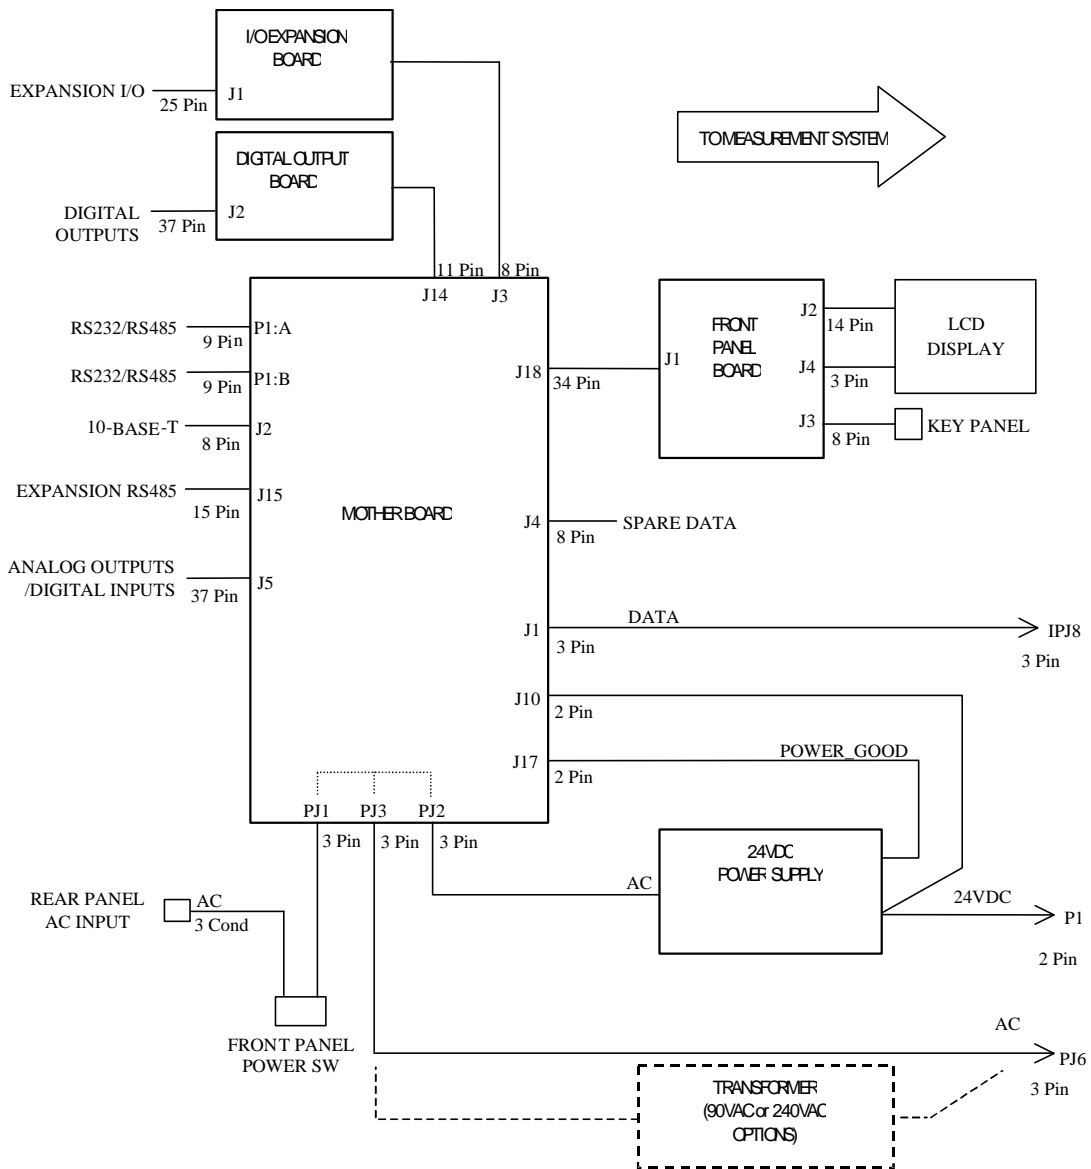 I/O EXPANSION
BOARD
EXPANSION I/O
J1
25 Pin
TO MEASUREMENT SYSTEM
DIGITAL OUTPUT
BOARD
DIGITAL
OUTPUTS
J2
37 Pin
11 Pin
8 Pin
J14
J3
RS232/RS485
P1:A
9 Pin
RS232/RS485
P1:B
9 Pin
10-BASE-T
J2
8 Pin
EXPANSION RS485
J15
15 Pin
ANALOG OUTPUTS
/DIGITAL INPUTS
J5
37 Pin
MOTHER BOARD
J18
34 Pin
J1
FRONT
PANEL
BOARD
J2
14 Pin
J4
3 Pin
J3
8 Pin
LCD
DISPLAY
KEY PANEL
J4
8 Pin
SPARE DATA
J1
3 Pin
DATA
IPJ8
3 Pin
J10
2 Pin
J17
2 Pin
POWER_GOOD
PJ1
PJ3
PJ2
3 Pin
3 Pin
3 Pin
24VDC
POWER SUPPLY
AC
24VDC
P1
2 Pin
REAR PANEL
AC INPUT
AC
3 Cond
FRONT PANEL
POWER SW
AC
PJ6
3 Pin
TRANSFORMER
(90VAC or 240VAC
OPTIONS)